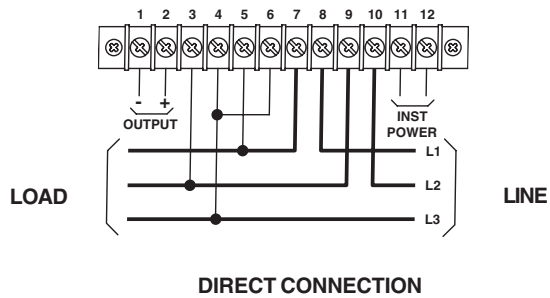 1 2 3 4 5 6 7 8 9 10 11 12
- +
OUTPUT
INST
POWER
L1
LOAD
L2
LINE
L3
DIRECT CONNECTION